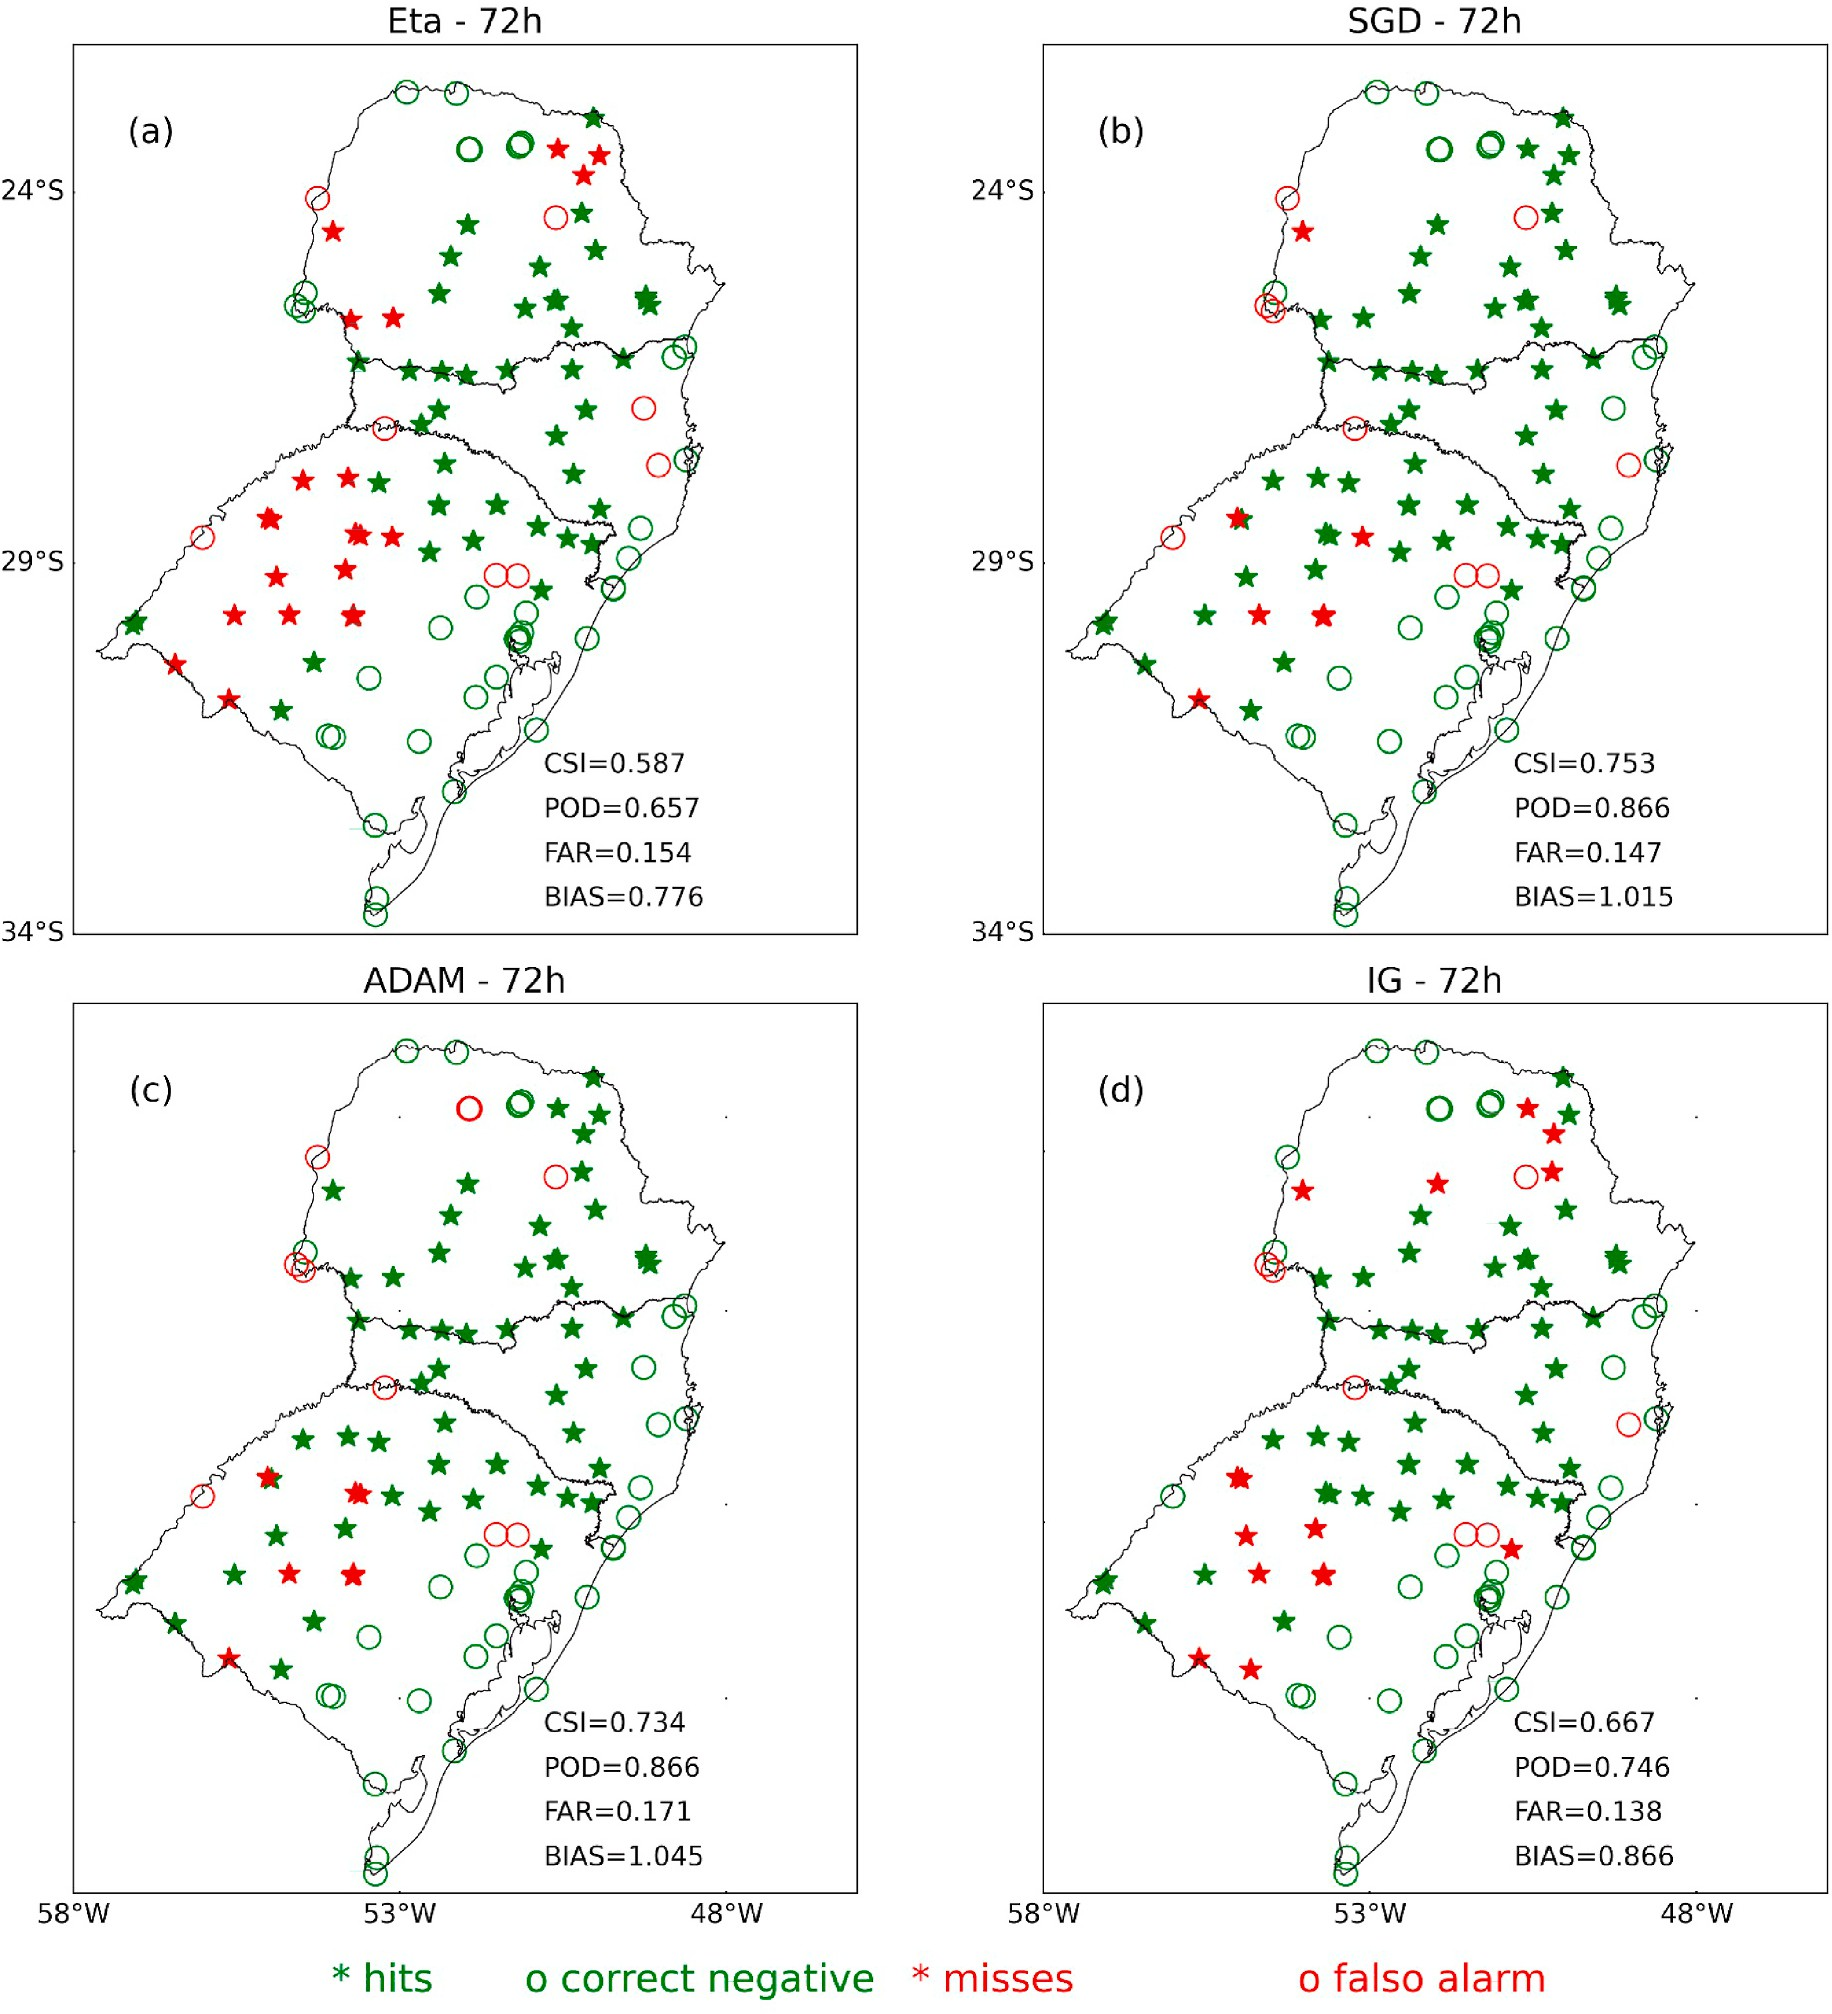 Eta - 72h
SGD - 72h
(a)
(b)
24°S
24°S
29°S
29°S
CSI=0.587
POD=0.657
FAR=0.154
BIAS=0.776
CSI=0.753
POD=0.866
FAR=0.147
BIAS=1.015
34°S
34°S
ADAM - 72h
IG - 72h
(c)
(d)
CSI=0.734
POD=0.866
FAR=0.171
BIAS=1.045
CSI=0.667
POD=0.746
FAR=0.138
BIAS=0.866
58°W 53°W 48°W
58°W 53°W 48°W
* hits o correct negative * misses o falso alarm